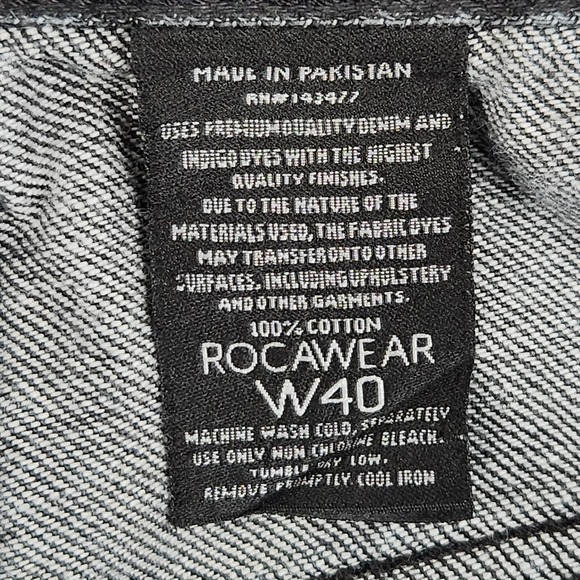 MADE IN PAKISTAN
RN# 143477
USES PREMIUM QUALITY DENIM AND
INDIGO DYES WITH THE HIGHEST
QUALITY FINISHES.
DUE TO THE NATURE OF THE
MATERIALS USED, THE FABRIC DYES
MAY TRANSFER ONTO OTHER
SURFACES, INCLUDING UPHOLSTERY
AND OTHER GARMENTS.
100% COTTON
ROCAWEAR
W40
MACHINE WASH COLD, SEPARATELY
USE ONLY NON CHLORINE BLEACH.
TUMBLE DRY LOW.
REMOVE PROMPTLY. COOL IRON